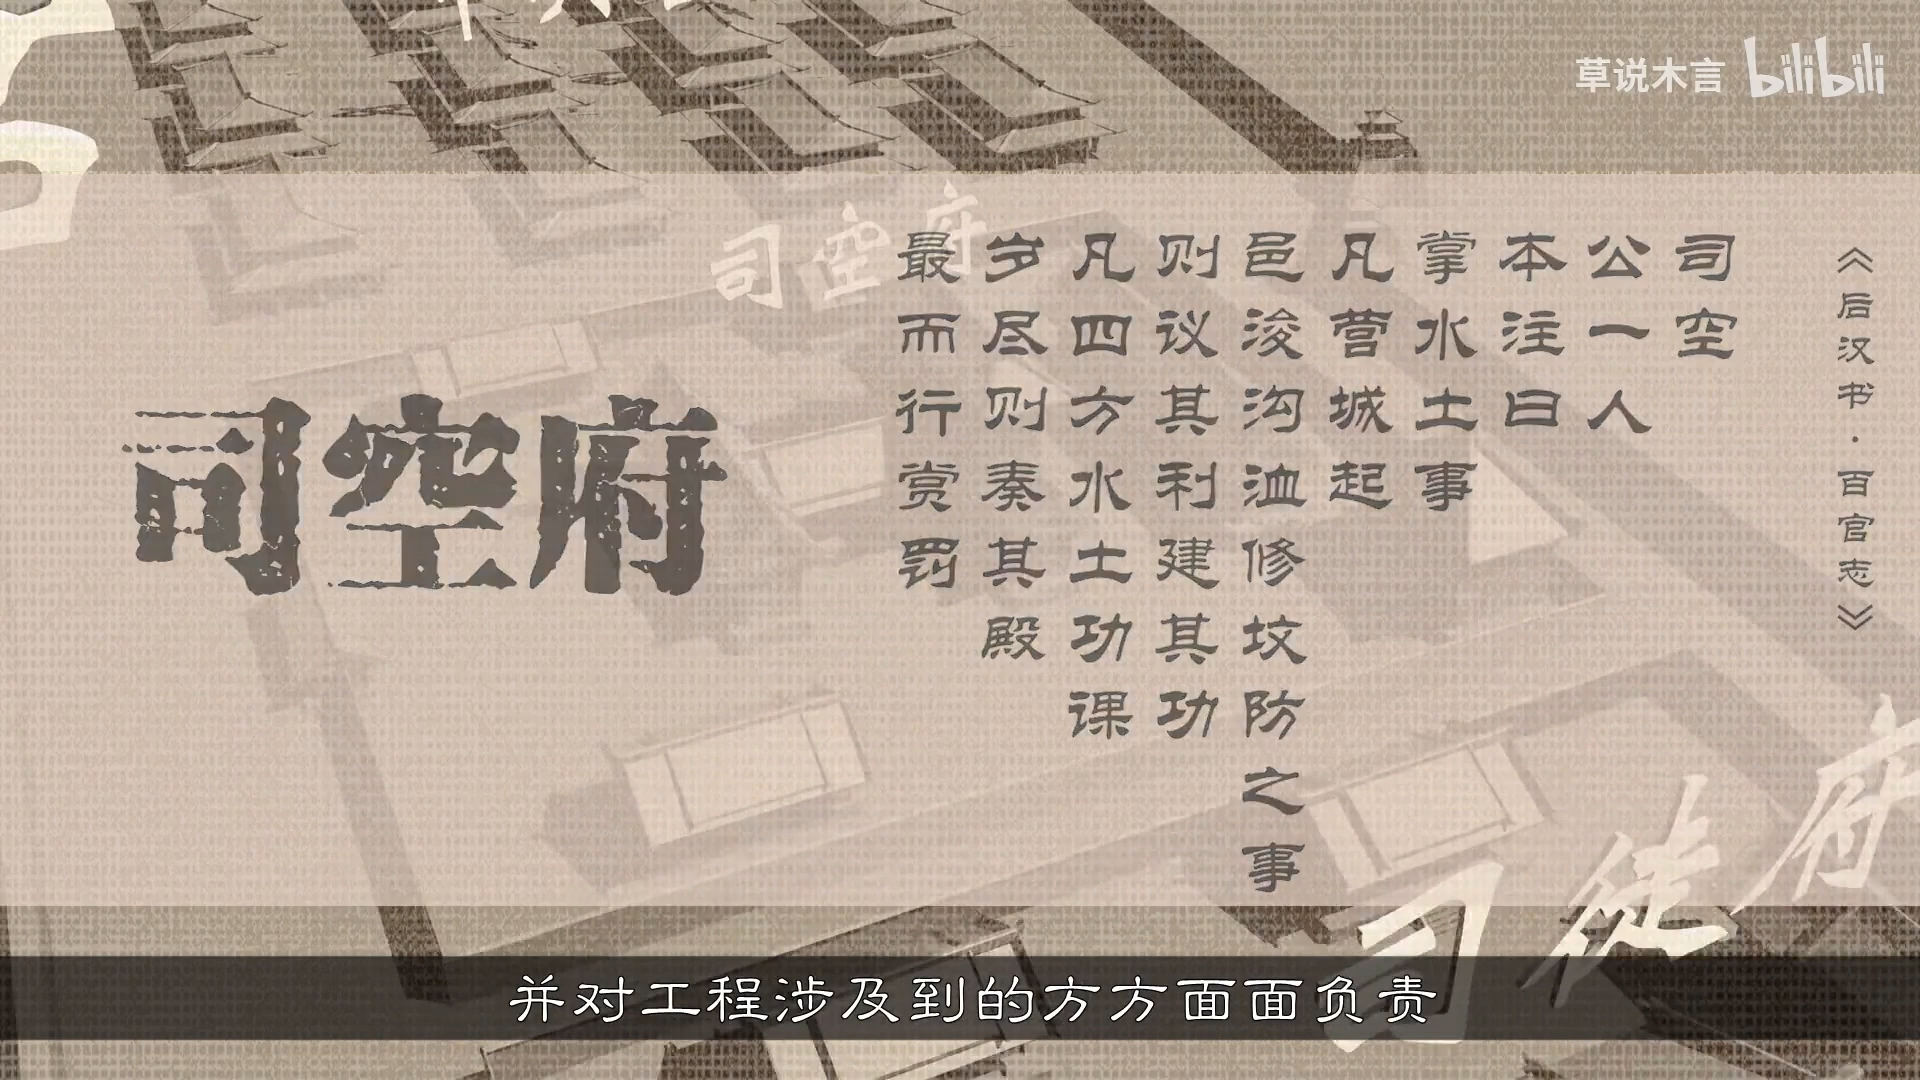 草说木言 bilibili
《后汉书·百官志》
司空
公一人
本注曰
掌水土事
凡营城起
邑浚沟洫修坟防之事
则议其利建其功
凡四方水土功课
岁尽则奏其殿
最而行赏罚
司空府
司空府
司徒府
并对工程涉及到的方方面面负责